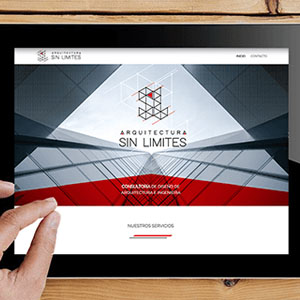 ARQUITECTURA
SIN LIMITES
INICIO CONTACTO
ARQUITECTURA
SIN LIMITES
CONSULTORIA DE DISEÑO DE
ARQUITECTURA E INGENIERIA
NUESTROS SERVICIOS